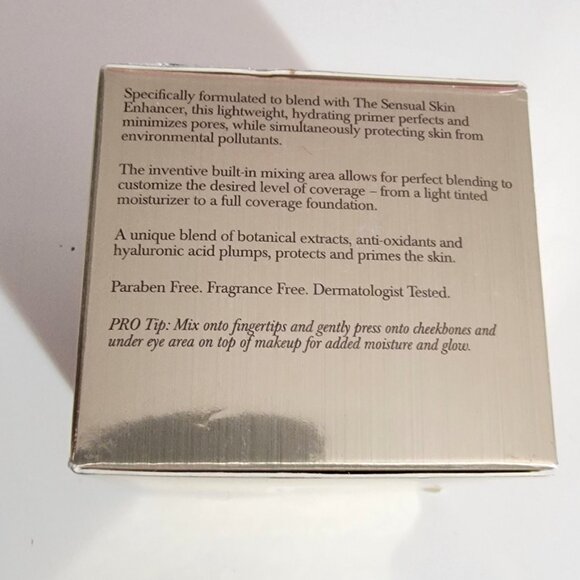 Specifically formulated to blend with The Sensual Skin
Enhancer, this lightweight, hydrating primer perfects and
minimizes pores, while simultaneously protecting skin from
environmental pollutants.
The inventive built-in mixing area allows for perfect blending to
customize the desired level of coverage – from a light tinted
moisturizer to a full coverage foundation.
A unique blend of botanical extracts, anti-oxidants and
hyaluronic acid plumps, protects and primes the skin.
Paraben Free. Fragrance Free. Dermatologist Tested.
PRO Tip: Mix onto fingertips and gently press onto cheekbones and
under eye area on top of makeup for added moisture and glow.